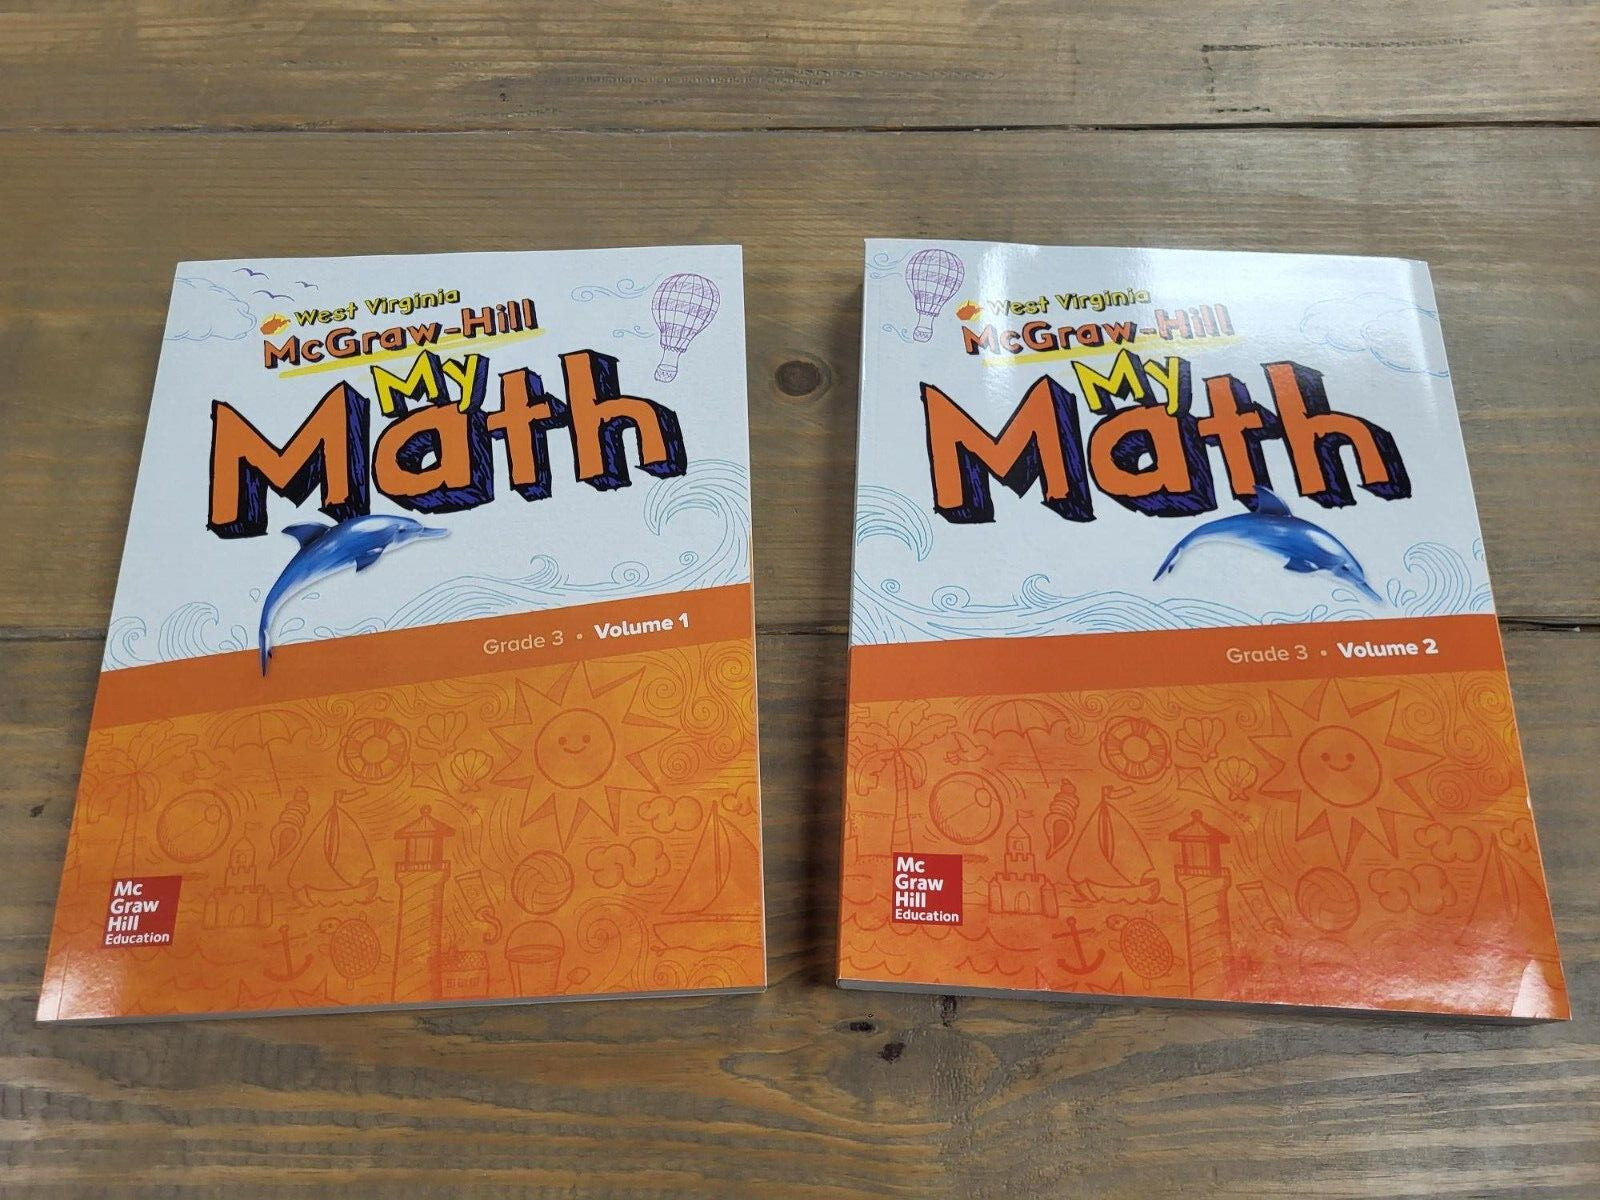 West Virginia
McGraw-Hill
My
Math
Grade 3 • Volume 1
Mc
Graw
Hill
Education
West Virginia
McGraw-Hill
My
Math
Grade 3 • Volume 2
Mc
Graw
Hill
Education